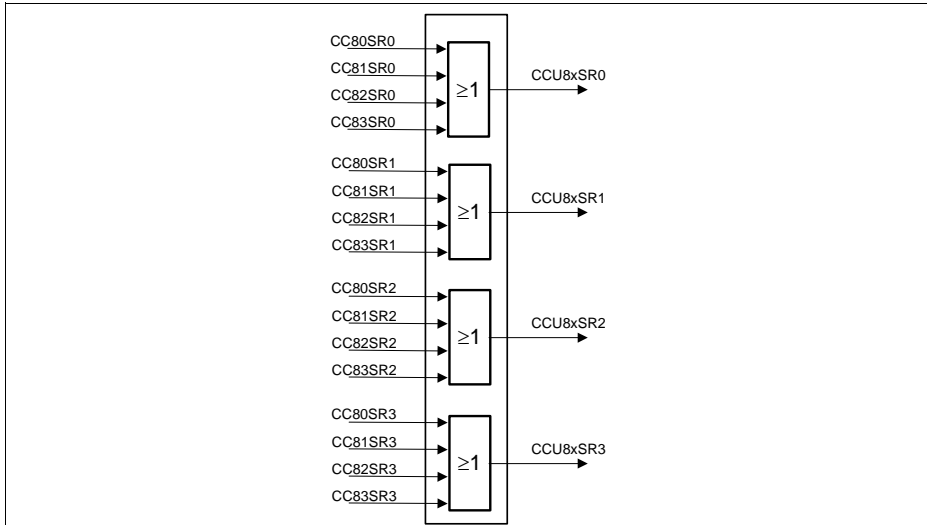 CC80SR0
CC81SR0
CC82SR0
CC83SR0
≥1
CCU8xSR0
CC80SR1
CC81SR1
CC82SR1
CC83SR1
≥1
CCU8xSR1
CC80SR2
CC81SR2
CC82SR2
CC83SR2
≥1
CCU8xSR2
CC80SR3
CC81SR3
CC82SR3
CC83SR3
≥1
CCU8xSR3